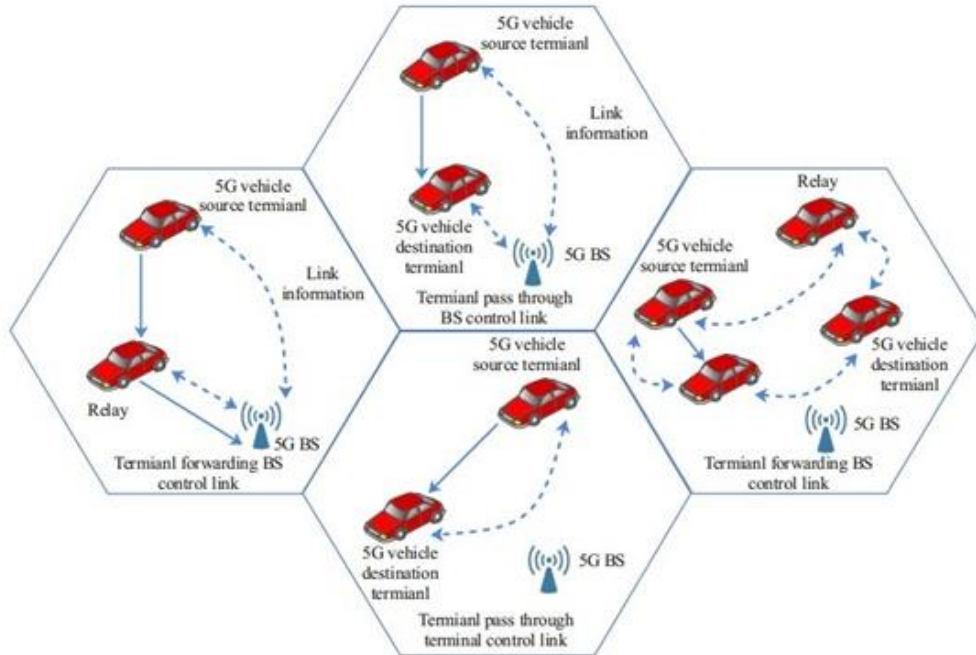 5G vehicle
source termianl
Link
information
5G vehicle
destination
termianl
5G BS
Termianl pass through
BS control link
5G vehicle
source termianl
Link
information
Relay
5G BS
Termianl forwarding BS
control link
Relay
5G vehicle
source termianl
5G vehicle
destination
termianl
5G BS
Termianl forwarding BS
control link
5G vehicle
source termianl
5G vehicle
destination
termianl
5G BS
Termianl pass through
terminal control link